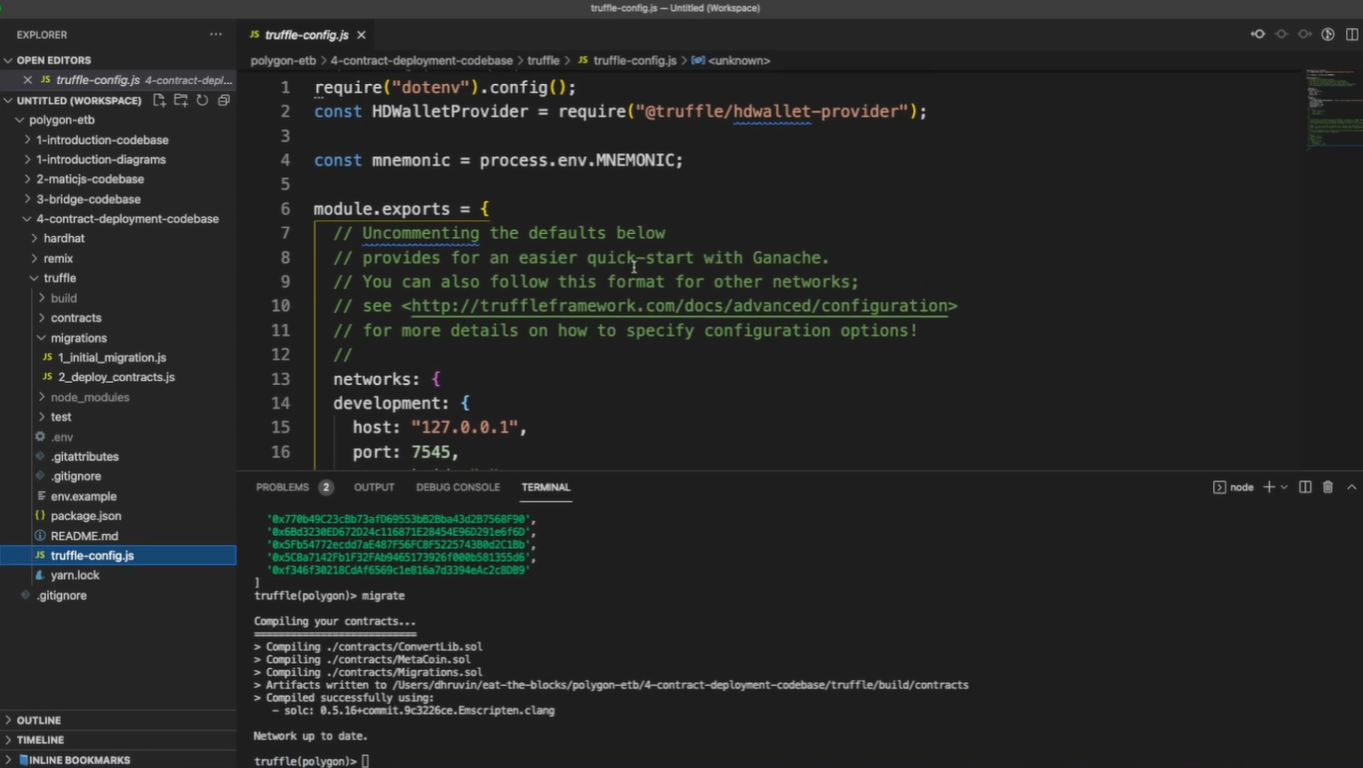 truffle-config.js — Untitled (Workspace)
EXPLORER
OPEN EDITORS
JS truffle-config.js 4-contract-depl...
UNTITLED (WORKSPACE)
polygon-etb
1-introduction-codebase
1-introduction-diagrams
2-maticjs-codebase
3-bridge-codebase
4-contract-deployment-codebase
hardhat
remix
truffle
build
contracts
migrations
JS 1_initial_migration.js
JS 2_deploy_contracts.js
node_modules
test
.env
.gitattributes
.gitignore
env.example
package.json
README.md
JS truffle-config.js
yarn.lock
.gitignore
OUTLINE
TIMELINE
INLINE BOOKMARKS
JS truffle-config.js
polygon-etb > 4-contract-deployment-codebase > truffle > JS truffle-config.js > <unknown>
1 require("dotenv").config();
2 const HDWalletProvider = require("@truffle/hdwallet-provider");
3
4 const mnemonic = process.env.MNEMONIC;
5
6 module.exports = {
7 // Uncommenting the defaults below
8 // provides for an easier quick-start with Ganache.
9 // You can also follow this format for other networks;
10 // see <http://truffleframework.com/docs/advanced/configuration>
11 // for more details on how to specify configuration options!
12 //
13 networks: {
14 development: {
15 host: "127.0.0.1",
16 port: 7545,
PROBLEMS 2 OUTPUT DEBUG CONSOLE TERMINAL
node
'0x770b49C23cBb73afD69553bB2Bba43d2B7568F90',
'0x6Bd3230ED672D24c116871E28454E96D291e6f6D',
'0x5Fb54772ecdd7aE487F56FC8F5225743B0d2C1Bb',
'0x5C8a7142Fb1F32FAb9465173926f000b581355d6',
'0xf346f30218CdAf6569c1e816a7d3394eAc2c8DB9'
]
truffle(polygon)> migrate
Compiling your contracts...
===========================
> Compiling ./contracts/ConvertLib.sol
> Compiling ./contracts/MetaCoin.sol
> Compiling ./contracts/Migrations.sol
> Artifacts written to /Users/dhruvin/eat-the-blocks/polygon-etb/4-contract-deployment-codebase/truffle/build/contracts
> Compiled successfully using:
- solc: 0.5.16+commit.9c3226ce.Emscripten.clang
Network up to date.
truffle(polygon)>